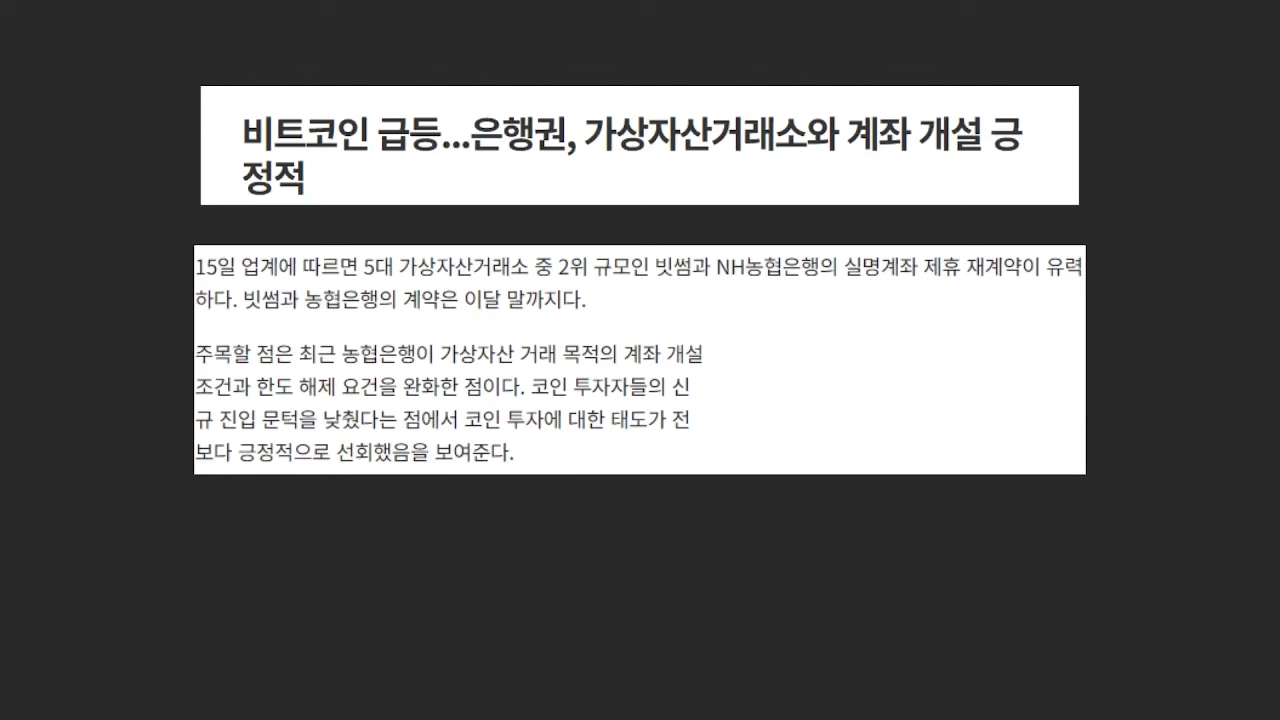 비트코인 급등...은행권, 가상자산거래소와 계좌 개설 긍
정적
15일 업계에 따르면 5대 가상자산거래소 중 2위 규모인 빗썸과 NH농협은행의 실명계좌 제휴 재계약이 유력
하다. 빗썸과 농협은행의 계약은 이달 말까지다.
주목할 점은 최근 농협은행이 가상자산 거래 목적의 계좌 개설
조건과 한도 해제 요건을 완화한 점이다. 코인 투자자들의 신
규 진입 문턱을 낮췄다는 점에서 코인 투자에 대한 태도가 전
보다 긍정적으로 선회했음을 보여준다.